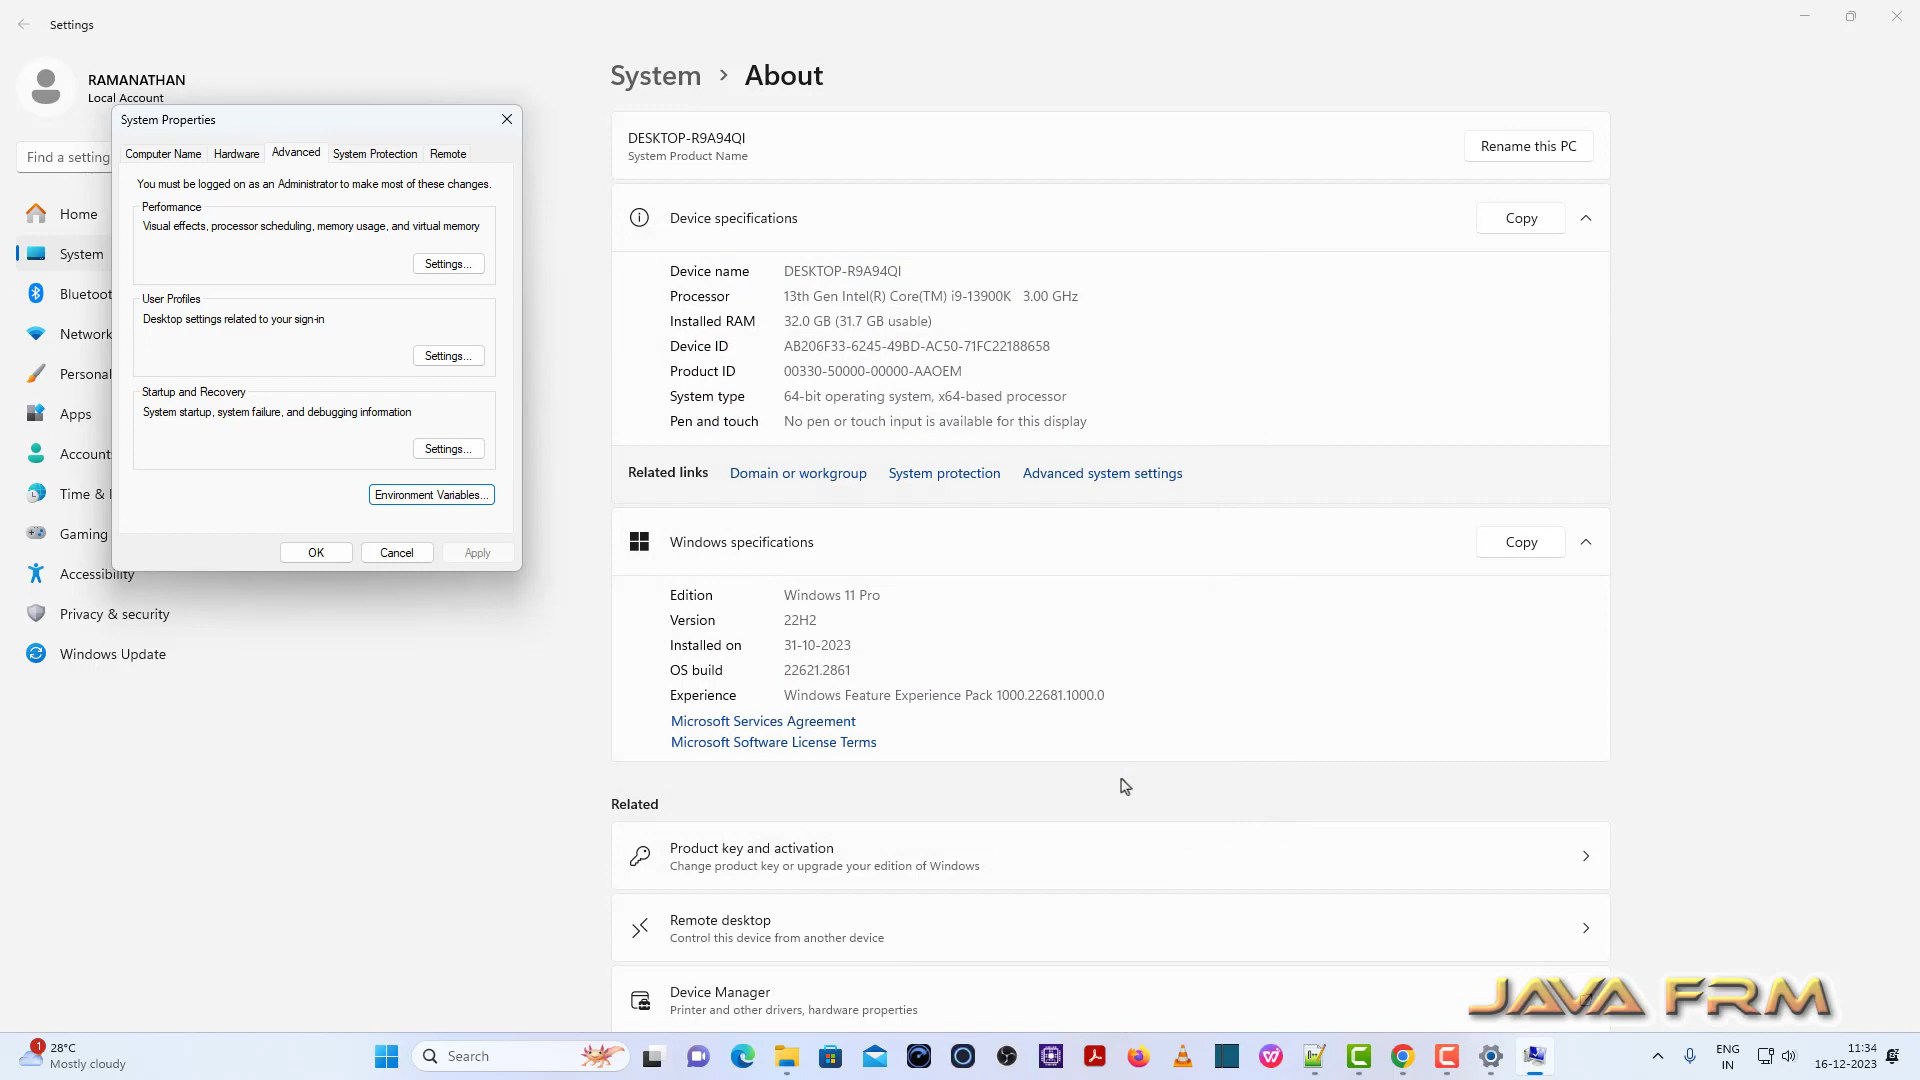 Settings
RAMANATHAN
Local Account
Find a setting
Home
System
Bluetoot
Network
Personal
Apps
Account
Time & l
Gaming
Accessibility
Privacy & security
Windows Update
System Properties
Computer Name
Hardware
Advanced
System Protection
Remote
You must be logged on as an Administrator to make most of these changes.
Performance
Visual effects, processor scheduling, memory usage, and virtual memory
Settings...
User Profiles
Desktop settings related to your sign-in
Settings...
Startup and Recovery
System startup, system failure, and debugging information
Settings...
Environment Variables...
OK
Cancel
Apply
System > About
DESKTOP-R9A94QI
System Product Name
Rename this PC
Device specifications
Copy
Device name DESKTOP-R9A94QI
Processor 13th Gen Intel(R) Core(TM) i9-13900K 3.00 GHz
Installed RAM 32.0 GB (31.7 GB usable)
Device ID AB206F33-6245-49BD-AC50-71FC22188658
Product ID 00330-50000-00000-AAOEM
System type 64-bit operating system, x64-based processor
Pen and touch No pen or touch input is available for this display
Related links Domain or workgroup System protection Advanced system settings
Windows specifications
Copy
Edition Windows 11 Pro
Version 22H2
Installed on 31-10-2023
OS build 22621.2861
Experience Windows Feature Experience Pack 1000.22681.1000.0
Microsoft Services Agreement
Microsoft Software License Terms
Related
Product key and activation
Change product key or upgrade your edition of Windows
Remote desktop
Control this device from another device
Device Manager
Printer and other drivers, hardware properties
JAVA FRM
1
28°C
Mostly cloudy
Search
ENG
IN
11:34
16-12-2023